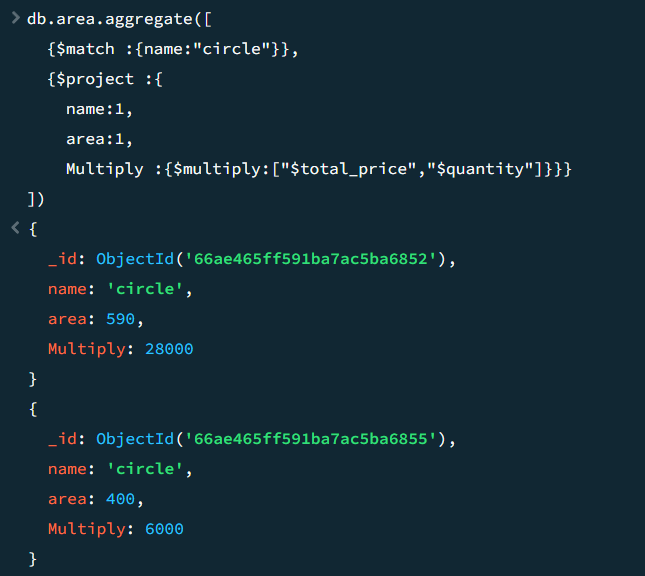 > db.area.aggregate([
{$match :{name:"circle"}},
{$project :{
name:1,
area:1,
Multiply :{$multiply:["$total_price","$quantity"]}}}
])
< {
_id: ObjectId('66ae465ff591ba7ac5ba6852'),
name: 'circle',
area: 590,
Multiply: 28000
}
{
_id: ObjectId('66ae465ff591ba7ac5ba6855'),
name: 'circle',
area: 400,
Multiply: 6000
}